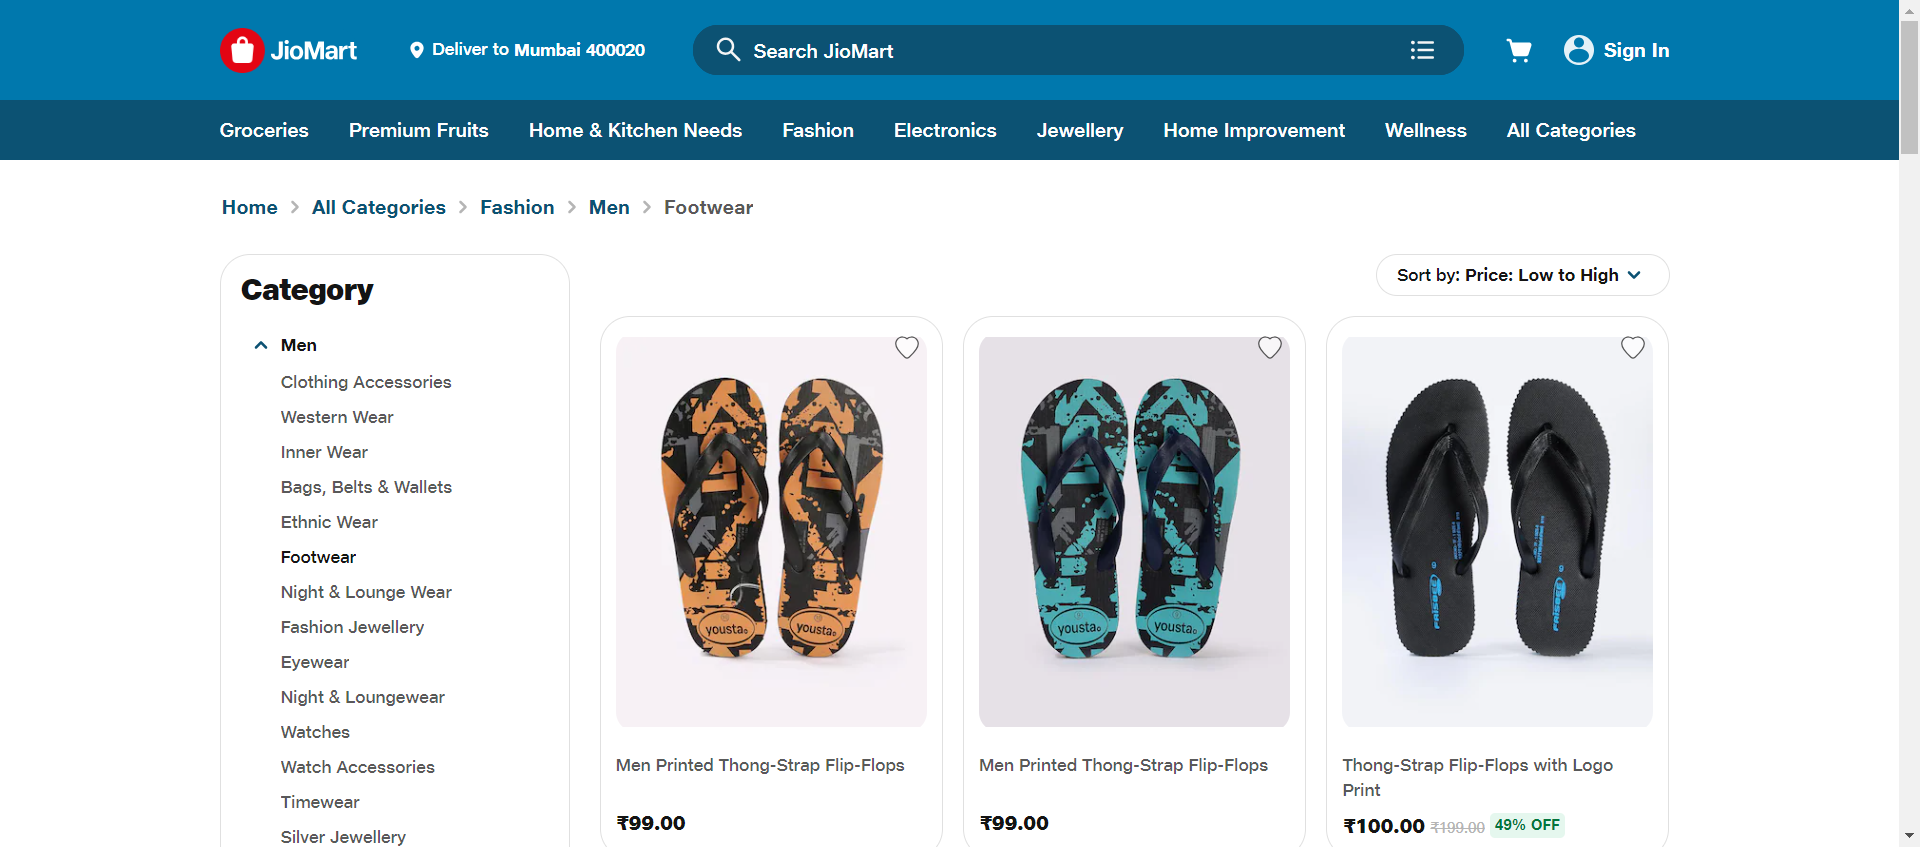 JioMart
Deliver to Mumbai 400020
Search JioMart
Sign In
Groceries
Premium Fruits
Home & Kitchen Needs
Fashion
Electronics
Jewellery
Home Improvement
Wellness
All Categories
Home > All Categories > Fashion > Men > Footwear
Category
Men
Clothing Accessories
Western Wear
Inner Wear
Bags, Belts & Wallets
Ethnic Wear
Footwear
Night & Lounge Wear
Fashion Jewellery
Eyewear
Night & Loungewear
Watches
Watch Accessories
Timewear
Silver Jewellery
Sort by: Price: Low to High
yousta
yousta
Men Printed Thong-Strap Flip-Flops
₹99.00
yousta
yousta
Men Printed Thong-Strap Flip-Flops
₹99.00
Thong-Strap Flip-Flops with Logo
Print
₹100.00 ₹199.00 49% OFF